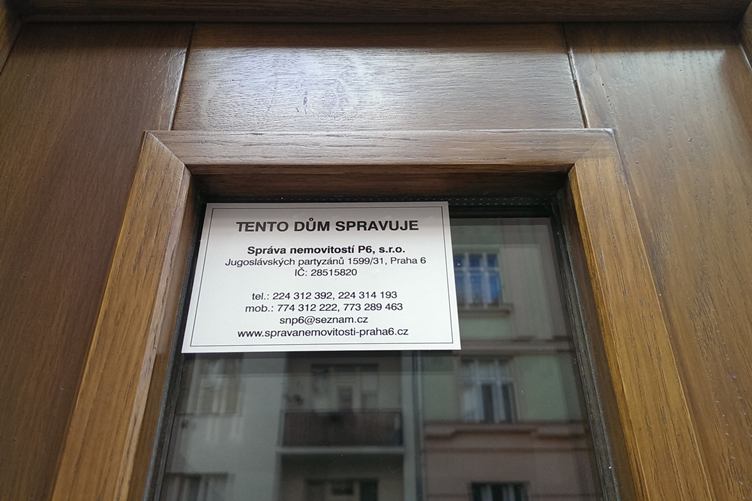 TENTO DŮM SPRAVUJE
Správa nemovitostí P6, s.r.o.
Jugoslávských partyzánů 1599/31, Praha 6
IČ: 28515820
tel.: 224 312 392, 224 314 193
mob.: 774 312 222, 773 289 463
snp6@seznam.cz
www.spravanemovitosti-praha6.cz